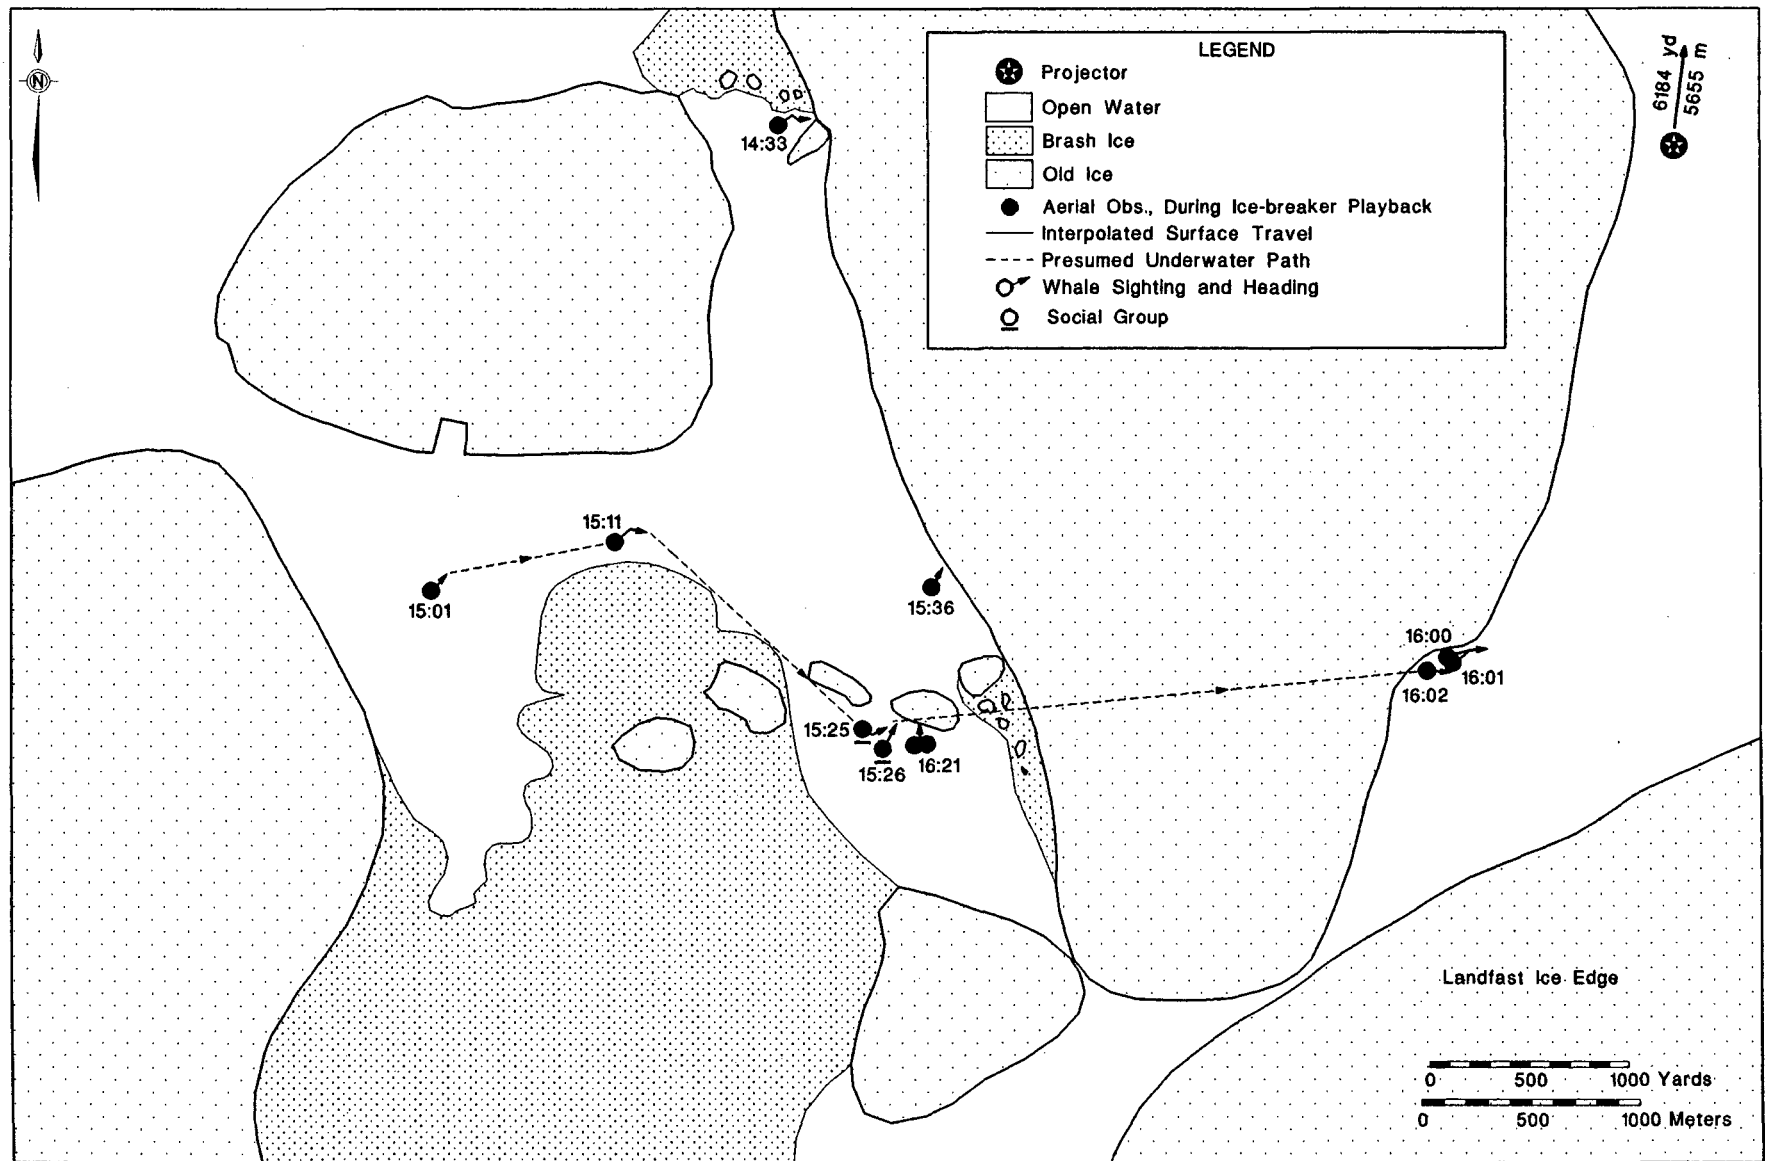 N
LEGEND
Projector
Open Water
Brash Ice
Old Ice
Aerial Obs., During Ice-breaker Playback
Interpolated Surface Travel
Presumed Underwater Path
Whale Sighting and Heading
Social Group
6184 yd
5655 m
14:33
15:11
15:01
15:36
16:00
16:01
16:02
15:25
15:26
16:21
Landfast Ice Edge
0 500 1000 Yards
0 500 1000 Meters